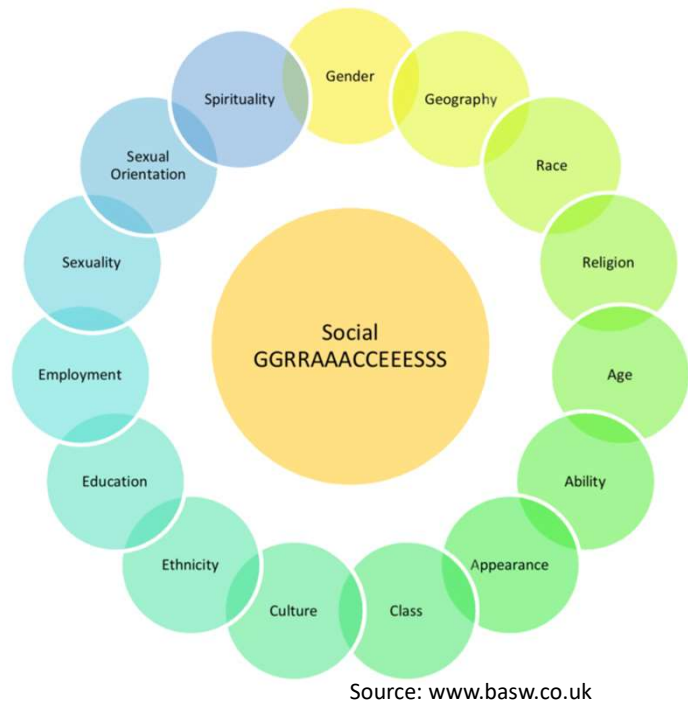 Gender
Geography
Race
Religion
Age
Ability
Appearance
Class
Culture
Ethnicity
Education
Employment
Sexuality
Sexual
Orientation
Spirituality
Social
GGRRAAACCEEESSS
Source: www.basw.co.uk